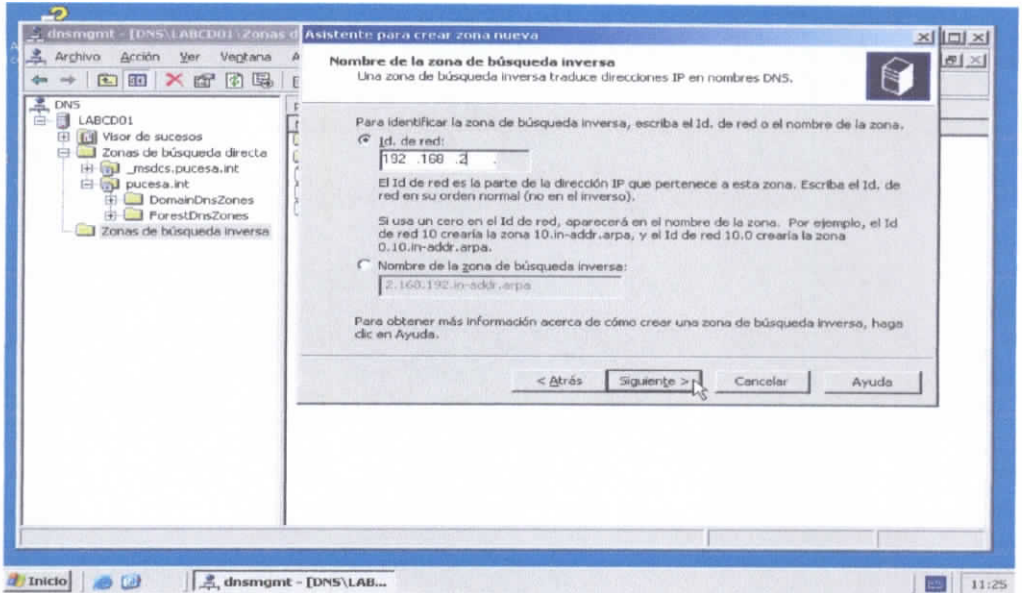 dnsmgmt - [DNS\LABCD01\Zonas d
Asistente para crear zona nueva
Archivo Acción Ver Ventana A
Nombre de la zona de búsqueda inversa
Una zona de búsqueda inversa traduce direcciones IP en nombres DNS.
DNS
LABCD01
Visor de sucesos
Zonas de búsqueda directa
_msdcs.pucesa.int
pucesa.int
DomainDnsZones
ForestDnsZones
Zonas de búsqueda inversa
Para identificar la zona de búsqueda inversa, escriba el Id. de red o el nombre de la zona.
Id. de red:
192 .168 .2 .
El Id de red es la parte de la dirección IP que pertenece a esta zona. Escriba el Id. de
red en su orden normal (no en el inverso).
Si usa un cero en el Id de red, aparecerá en el nombre de la zona. Por ejemplo, el Id
de red 10 crearía la zona 10.in-addr.arpa, y el Id de red 10.0 crearía la zona
0.10.in-addr.arpa.
Nombre de la zona de búsqueda inversa:
2.168.192.in-addr.arpa
Para obtener más información acerca de cómo crear una zona de búsqueda inversa, haga
clic en Ayuda.
< Atrás Siguiente > Cancelar Ayuda
Inicio dnsmgmt - [DNS\LAB... ES 11:25